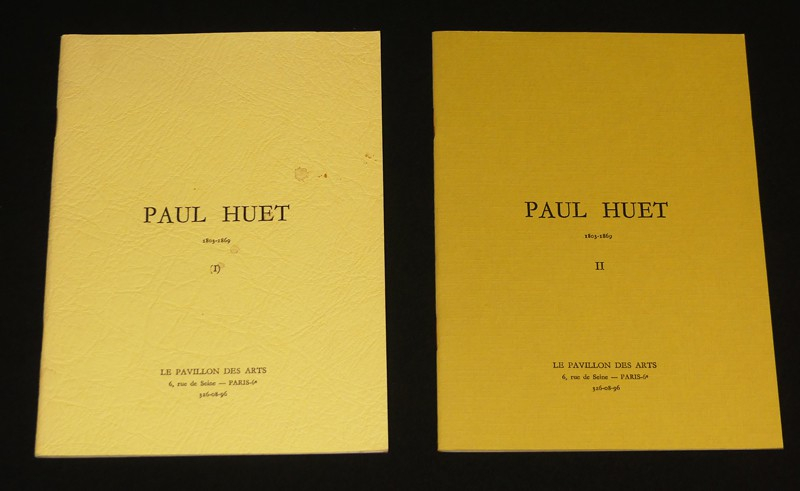 PAUL HUET
1803-1869
(I)
LE PAVILLON DES ARTS
6, rue de Seine — PARIS-6e
326-08-96
PAUL HUET
1803-1869
II
LE PAVILLON DES ARTS
6, rue de Seine — PARIS-6e
326-08-96